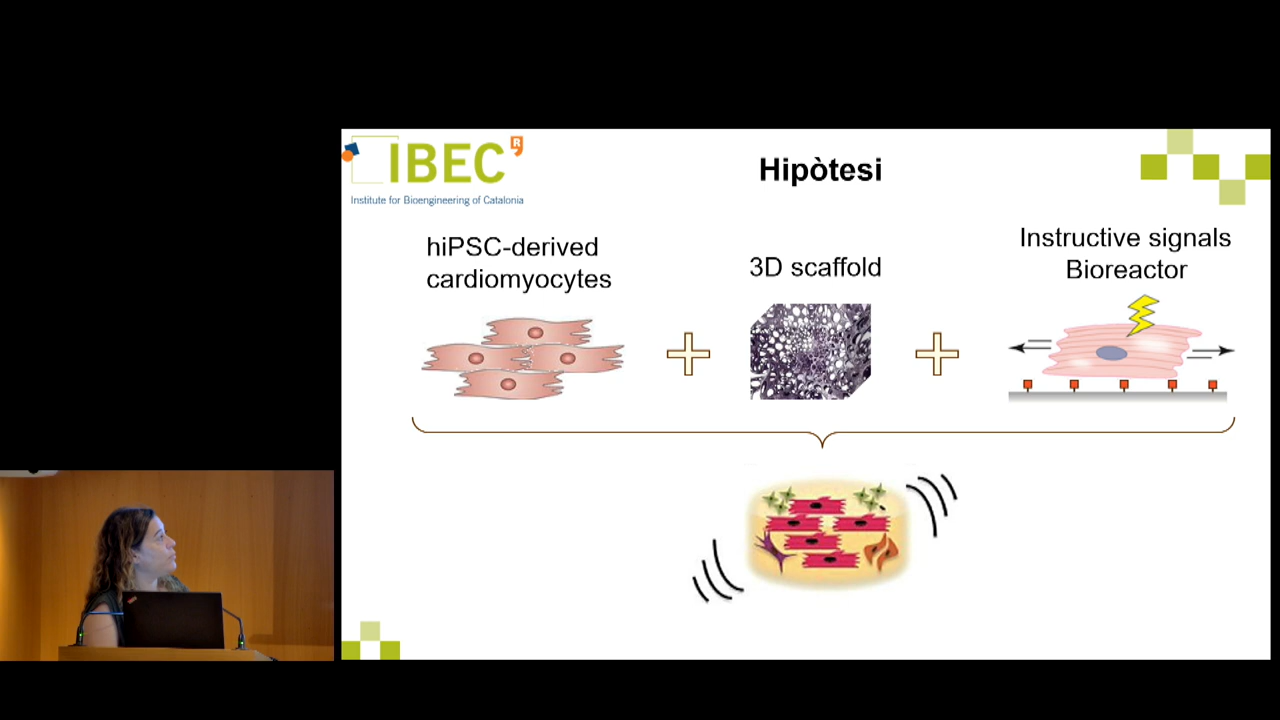 IBEC
R
Institute for Bioengineering of Catalonia
Hipòtesi
hiPSC-derived
cardiomyocytes
3D scaffold
Instructive signals
Bioreactor